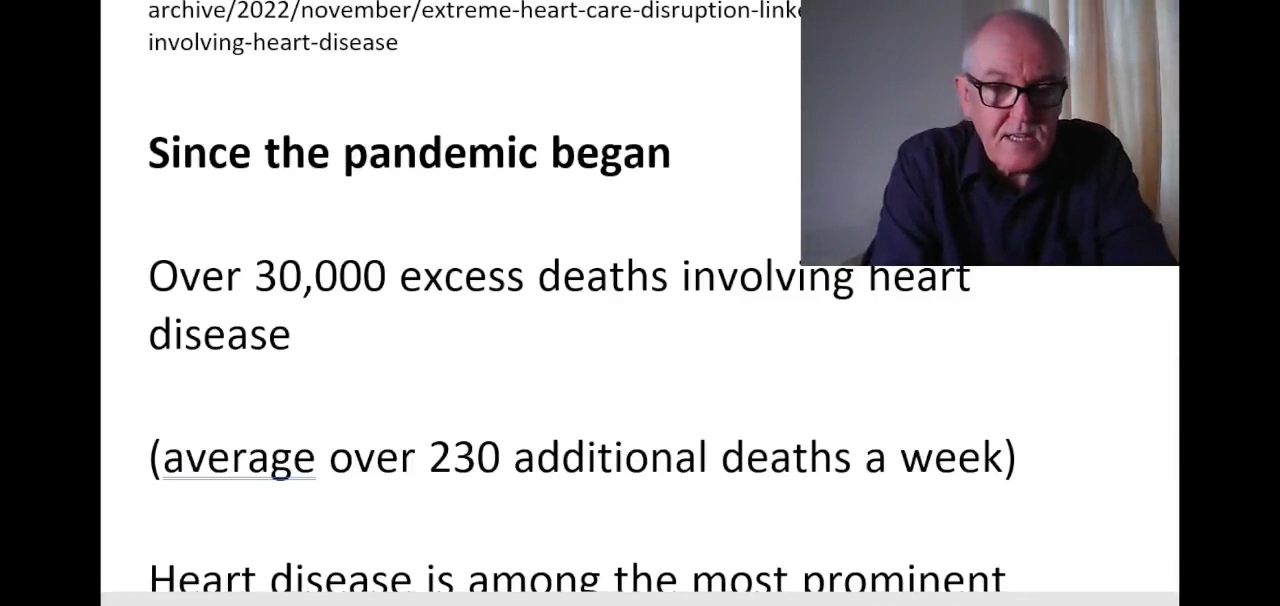 archive/2022/november/extreme-heart-care-disruption-linke
involving-heart-disease
Since the pandemic began
Over 30,000 excess deaths involving heart
disease
(average over 230 additional deaths a week)
Heart disease is among the most prominent